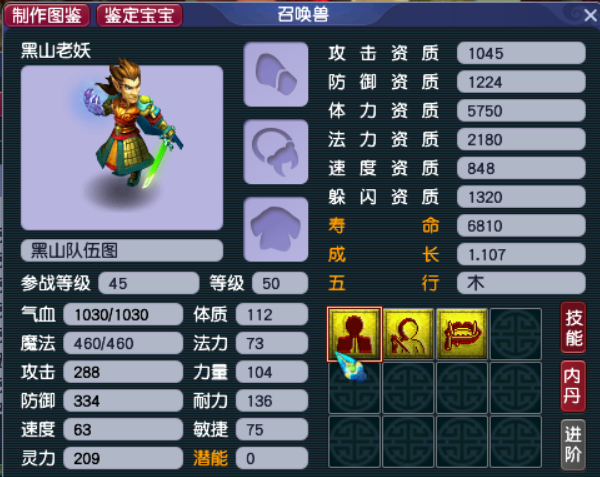 制作图鉴 鉴定宝宝 召唤兽
黑山老妖
黑山队伍图
参战等级 45 等级 50
气血 1030/1030 体质 112
魔法 460/460 法力 73
攻击 288 力量 104
防御 334 耐力 136
速度 63 敏捷 75
灵力 209 潜能 0
攻击资质 1045
防御资质 1224
体力资质 5750
法力资质 2180
速度资质 848
躲闪资质 1320
寿命 6810
成长 1.107
五行 木
技能
内丹
进阶